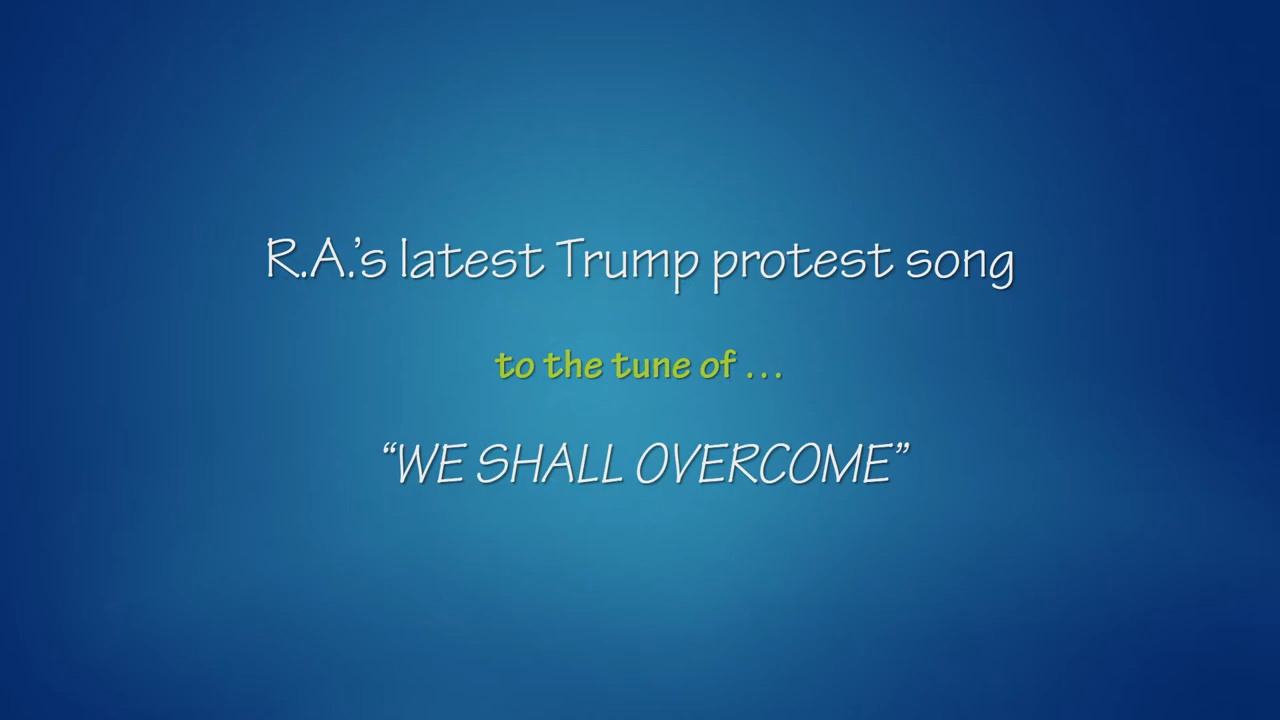 R.A.’s latest Trump protest song
to the tune of ...
“WE SHALL OVERCOME”